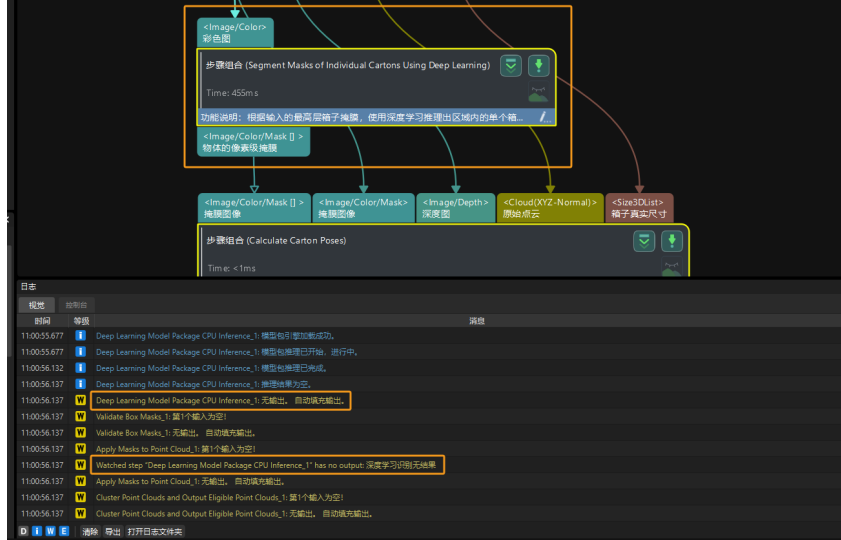 <Image/Color>
彩色图
步骤组合 (Segment Masks of Individual Cartons Using Deep Learning)
Time: 455ms
功能说明：根据输入的最高层箱子掩膜，使用深度学习推理出区域内的单个箱...
<Image/Color/Mask [] >
物体的像素级掩膜
<Image/Color/Mask [] > <Image/Color/Mask> <Image/Depth> <Cloud(XYZ-Normal)> <Size3DList>
掩膜图像 掩膜图像 深度图 原始点云 箱子真实尺寸
步骤组合 (Calculate Carton Poses)
Time: <1ms
日志
视觉 控制台
时间 等级 消息
11:00:55.677 i Deep Learning Model Package CPU Inference_1: 模型包引擎加载成功。
11:00:55.677 i Deep Learning Model Package CPU Inference_1: 模型包推理已开始，进行中。
11:00:56.132 i Deep Learning Model Package CPU Inference_1: 模型包推理已完成。
11:00:56.137 i Deep Learning Model Package CPU Inference_1: 推理结果为空。
11:00:56.137 W Deep Learning Model Package CPU Inference_1: 无输出。 自动填充输出。
11:00:56.137 W Validate Box Masks_1: 第1个输入为空!
11:00:56.137 W Validate Box Masks_1: 无输出。 自动填充输出。
11:00:56.137 W Apply Masks to Point Cloud_1: 第1个输入为空!
11:00:56.137 W Watched step "Deep Learning Model Package CPU Inference_1" has no output: 深度学习识别无结果
11:00:56.137 W Apply Masks to Point Cloud_1: 无输出。 自动填充输出。
11:00:56.137 W Cluster Point Clouds and Output Eligible Point Clouds_1: 第1个输入为空!
11:00:56.137 W Cluster Point Clouds and Output Eligible Point Clouds_1: 无输出。 自动填充输出。
D i W E 清除 导出 打开日志文件夹